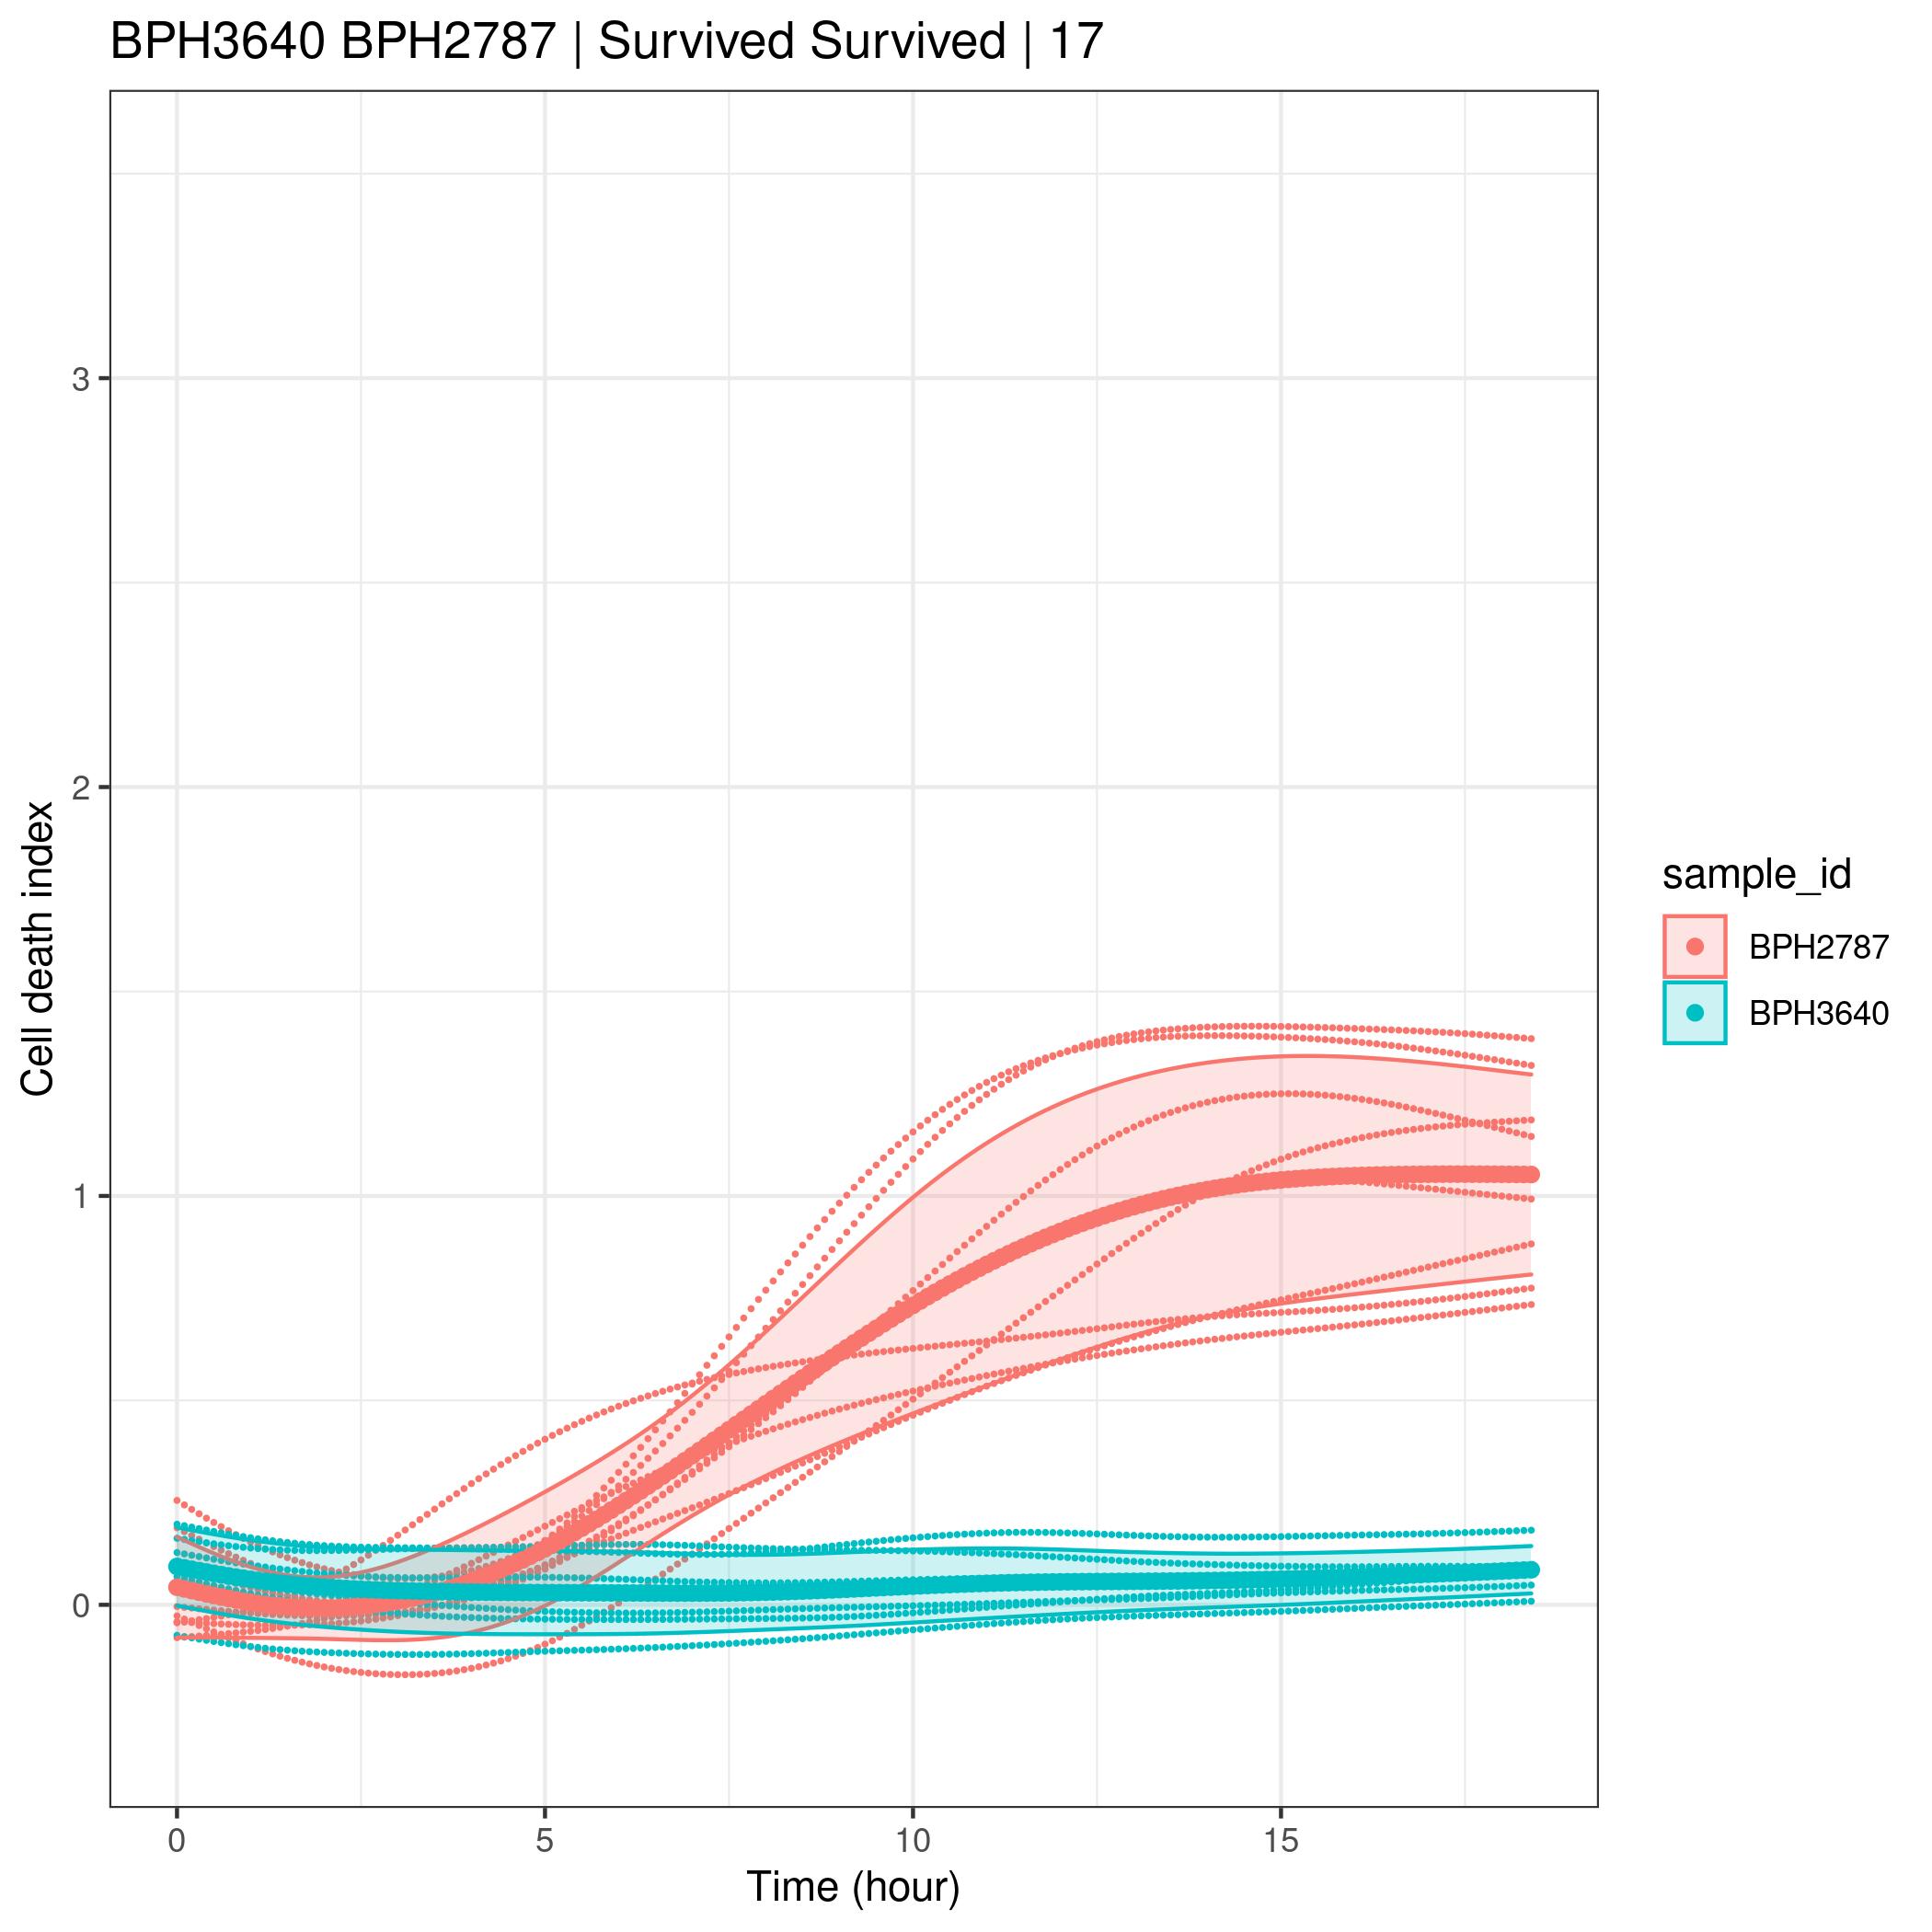 BPH3640 BPH2787 | Survived Survived | 17
Cell death index
3
2
1
0
0 5 10 15
Time (hour)
sample_id
BPH2787
BPH3640